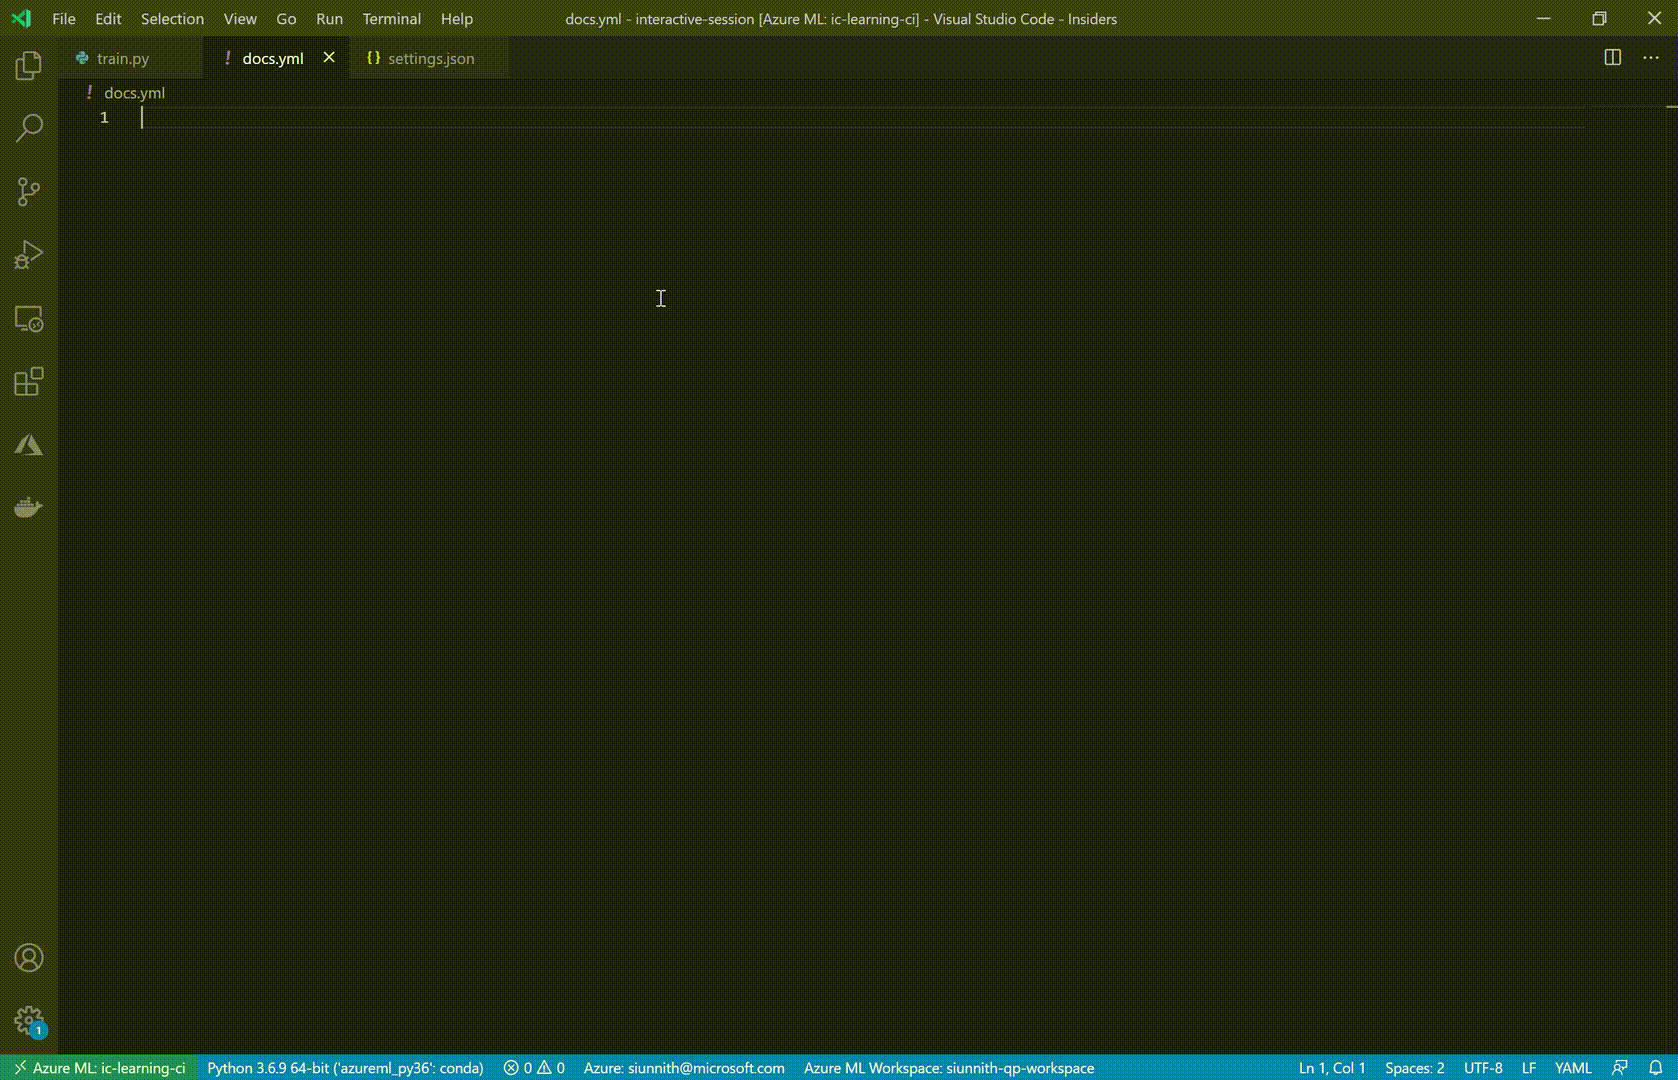 File Edit Selection View Go Run Terminal Help docs.yml - interactive-session [Azure ML: ic-learning-ci] - Visual Studio Code - Insiders
train.py ! docs.yml {} settings.json
! docs.yml
1
1
Azure ML: ic-learning-ci Python 3.6.9 64-bit ('azureml_py36': conda) 0 0 Azure: siunnith@microsoft.com Azure ML Workspace: siunnith-qp-workspace Ln 1, Col 1 Spaces: 2 UTF-8 LF YAML